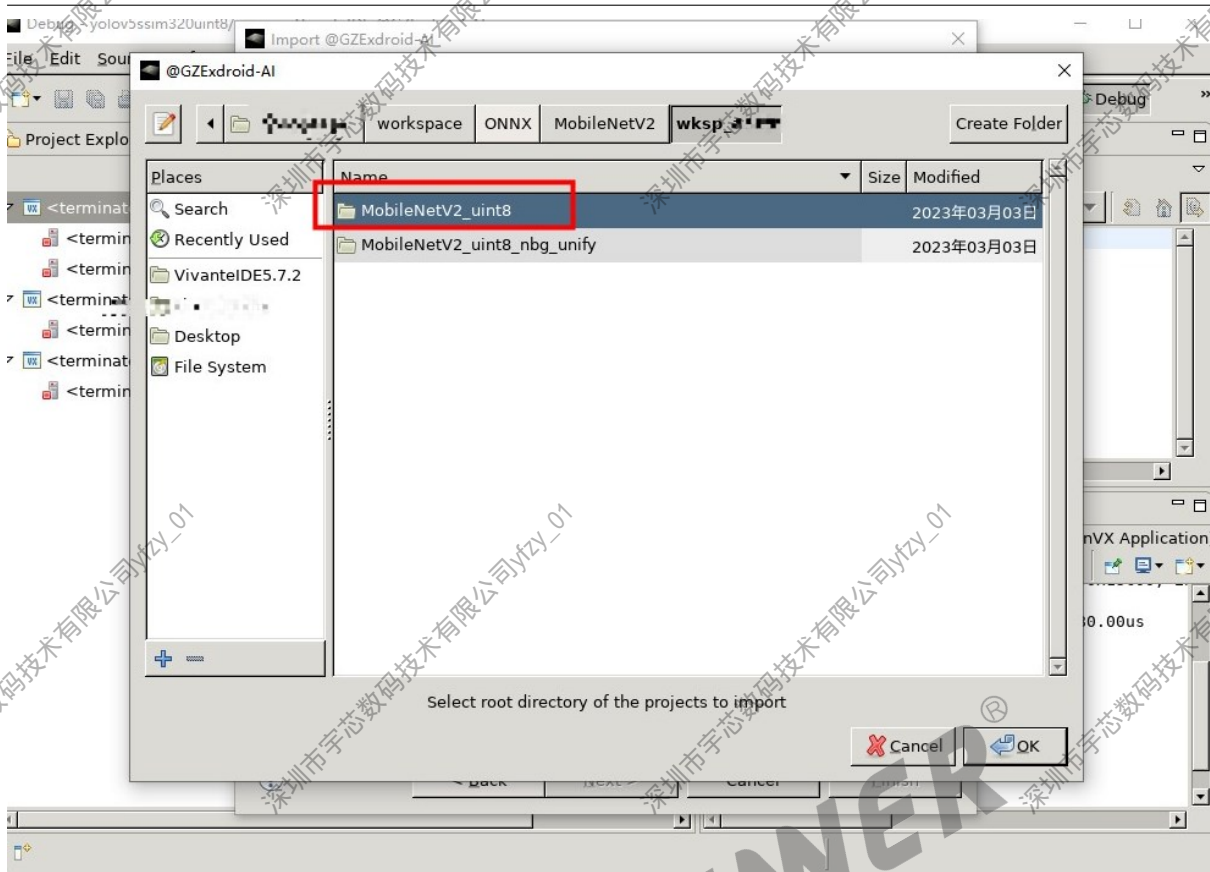 Debug - yolov5ssim320uint8/
Import @GZExdroid-AI
File Edit Sour
@GZExdroid-AI
Debug
»
workspace ONNX MobileNetV2 Create Folder
Project Explo
Places
Name Size Modified
Search
MobileNetV2_uint8 2023年03月03日
Recently Used
MobileNetV2_uint8_nbg_unify 2023年03月03日
VivanteIDE5.7.2
Desktop
File System
<terminat
<termin
<termin
<terminat
<termin
<terminat
<termin
nVX Application
30.00us
Select root directory of the projects to import
Cancel OK
< Back Next > Cancel Finish
深圳市宇芯数码技术有限公司yfzy_01